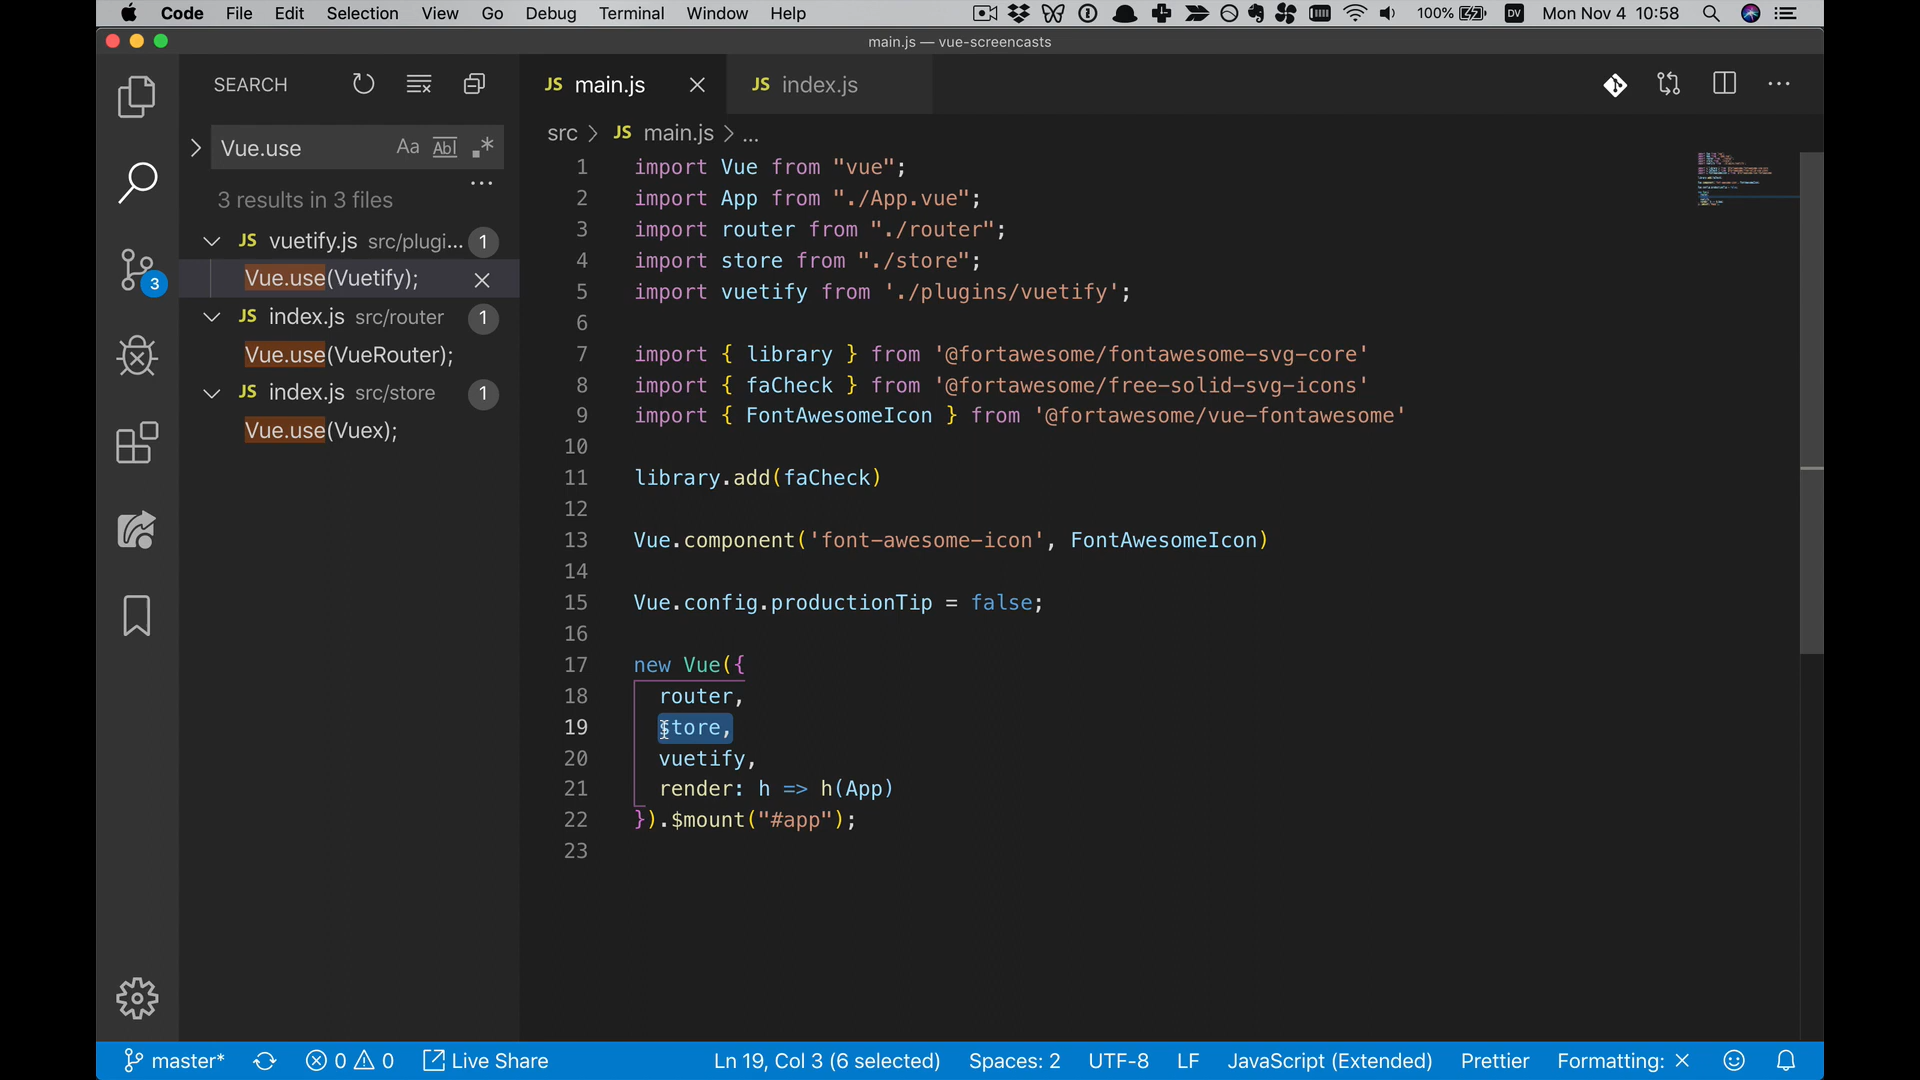 Code File Edit Selection View Go Debug Terminal Window Help 100% DV Mon Nov 4 10:58
main.js — vue-screencasts
SEARCH
JS main.js
JS index.js
src > JS main.js > ...
Vue.use Aa Abl
3 results in 3 files
JS vuetify.js src/plugi... 1
Vue.use(Vuetify);
JS index.js src/router 1
Vue.use(VueRouter);
JS index.js src/store 1
Vue.use(Vuex);
3
1 import Vue from "vue";
2 import App from "./App.vue";
3 import router from "./router";
4 import store from "./store";
5 import vuetify from './plugins/vuetify';
6
7 import { library } from '@fortawesome/fontawesome-svg-core'
8 import { faCheck } from '@fortawesome/free-solid-svg-icons'
9 import { FontAwesomeIcon } from '@fortawesome/vue-fontawesome'
10
11 library.add(faCheck)
12
13 Vue.component('font-awesome-icon', FontAwesomeIcon)
14
15 Vue.config.productionTip = false;
16
17 new Vue({
18 router,
19 store,
20 vuetify,
21 render: h => h(App)
22 }).$mount("#app");
23
master* 0 0 Live Share Ln 19, Col 3 (6 selected) Spaces: 2 UTF-8 LF JavaScript (Extended) Prettier Formatting: ×